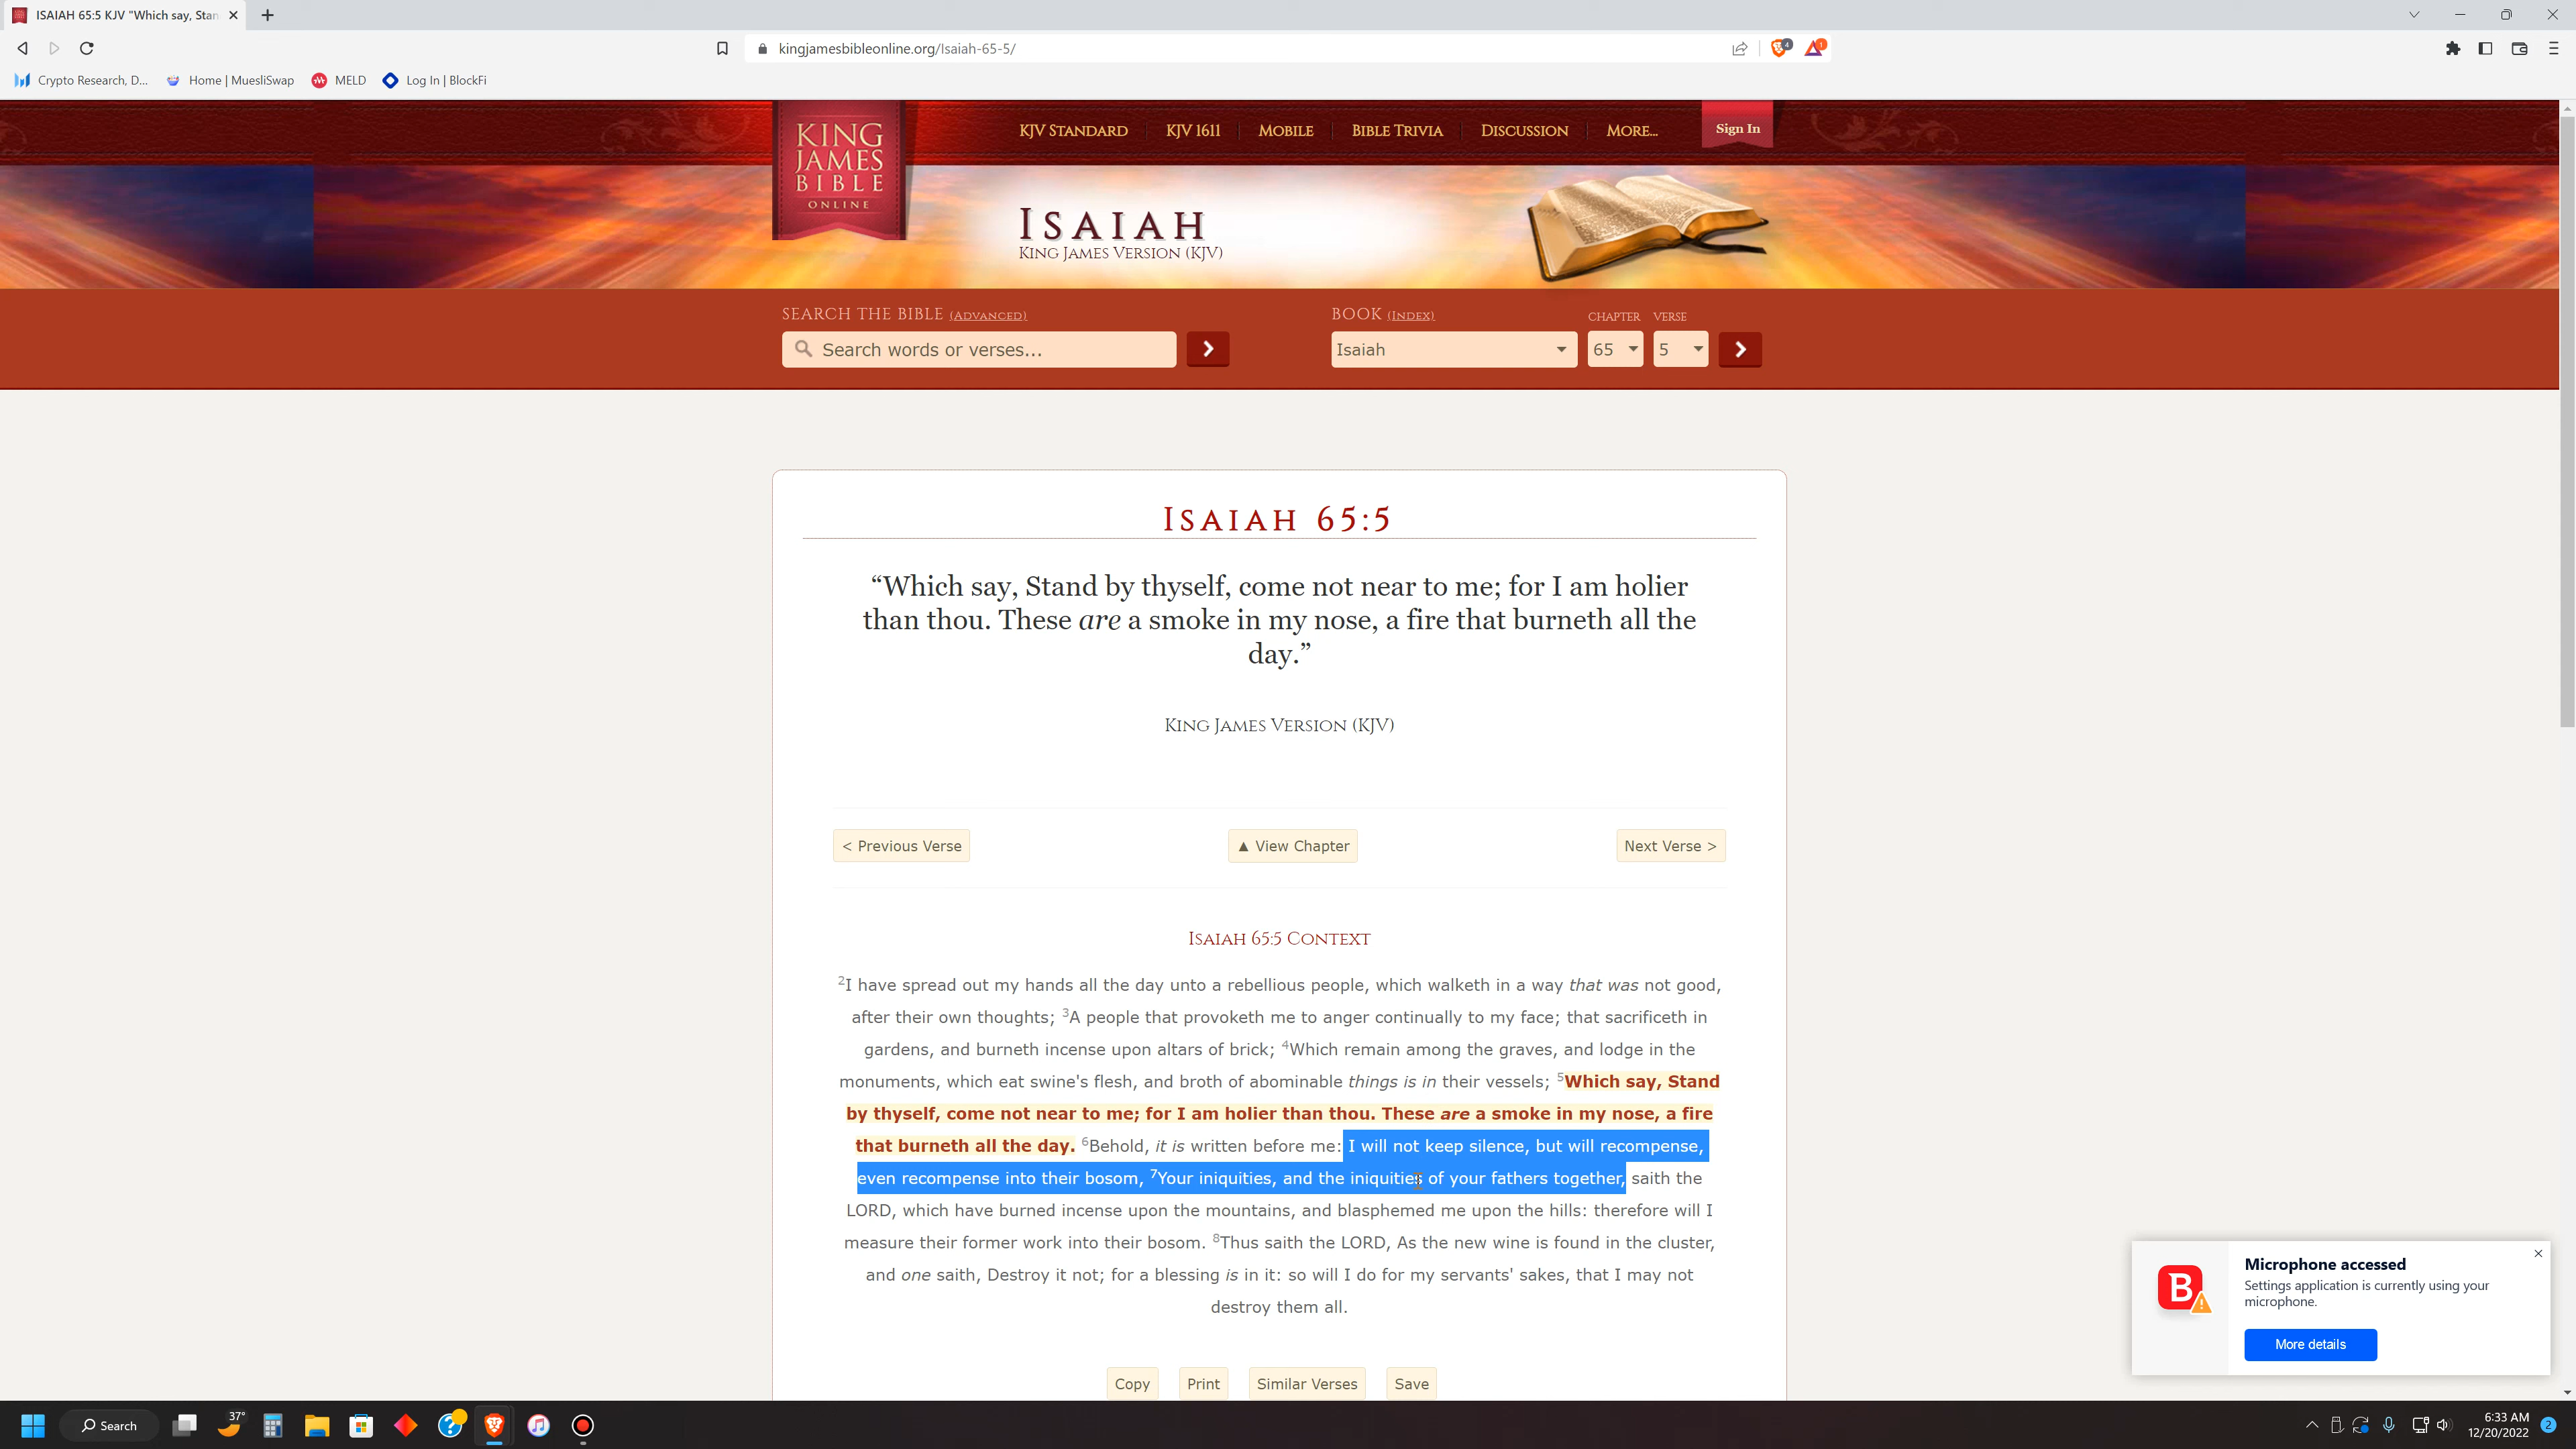 ISAIAH 65:5 KJV "Which say, Stan
kingjamesbibleonline.org/Isaiah-65-5/
4
1
Crypto Research, D...
Home | MuesliSwap
MELD
Log In | BlockFi
KING
JAMES
BIBLE
ONLINE
KJV STANDARD
KJV 1611
MOBILE
BIBLE TRIVIA
DISCUSSION
MORE...
Sign In
ISAIAH
KING JAMES VERSION (KJV)
SEARCH THE BIBLE (ADVANCED)
BOOK (INDEX)
CHAPTER
VERSE
Search words or verses...
Isaiah
65
5
ISAIAH 65:5
“Which say, Stand by thyself, come not near to me; for I am holier
than thou. These are a smoke in my nose, a fire that burneth all the
day.”
KING JAMES VERSION (KJV)
< Previous Verse
▲ View Chapter
Next Verse >
ISAIAH 65:5 CONTEXT
2I have spread out my hands all the day unto a rebellious people, which walketh in a way that was not good,
after their own thoughts; 3A people that provoketh me to anger continually to my face; that sacrificeth in
gardens, and burneth incense upon altars of brick; 4Which remain among the graves, and lodge in the
monuments, which eat swine's flesh, and broth of abominable things is in their vessels; 5Which say, Stand
by thyself, come not near to me; for I am holier than thou. These are a smoke in my nose, a fire
that burneth all the day. 6Behold, it is written before me: I will not keep silence, but will recompense,
even recompense into their bosom, 7Your iniquities, and the iniquities of your fathers together, saith the
LORD, which have burned incense upon the mountains, and blasphemed me upon the hills: therefore will I
measure their former work into their bosom. 8Thus saith the LORD, As the new wine is found in the cluster,
and one saith, Destroy it not; for a blessing is in it: so will I do for my servants' sakes, that I may not
destroy them all.
Copy
Print
Similar Verses
Save
B
Microphone accessed
Settings application is currently using your
microphone.
More details
Search
37°
6:33 AM
12/20/2022
2